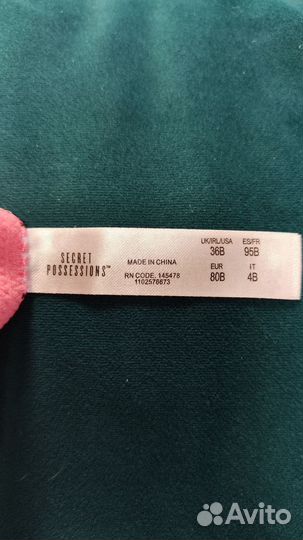 SECRET
POSSESSIONS™
MADE IN CHINA
RN CODE. 145478
1102578873
UK/IRL/USA ES/FR
36B 95B
EUR IT
80B 4B
Avito